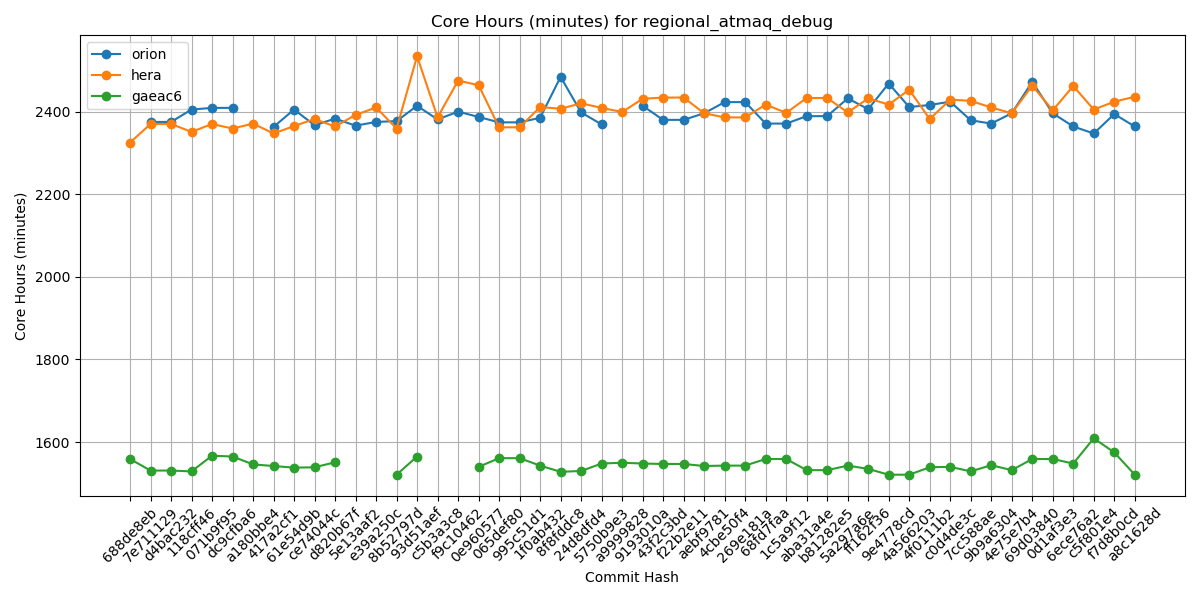 Core Hours (minutes) for regional_atmaq_debug
orion
hera
gaeac6
Core Hours (minutes)
2400
2200
2000
1800
1600
688de8eb
7e711129
d4bac232
118cff46
071b9f95
dc9cfba6
a180bbe4
417a2cf1
61e54d9b
ce74044c
d820b67f
5e13aaf2
e39a250c
8b52797d
93d51aef
c5b3a3c8
f9c10462
0e960577
065def80
995c51d1
1f0ab432
8f8fddc8
24d8dfd4
5750b9e3
a9999828
9193010a
43f2c3bd
f22b2e11
aebf9781
4cbe50f4
269e181a
68fd7faa
1c5a9f12
aba31a4e
b81282e5
5a297a6e
ff162f36
9e4778cd
4a566203
4f0111b2
c0d4de3c
7cc588ae
9b9a6304
4e75e7b4
69d03840
0d1af3e3
6ece76a2
c5f801e4
f7d8b0cd
a8c1628d
Commit Hash